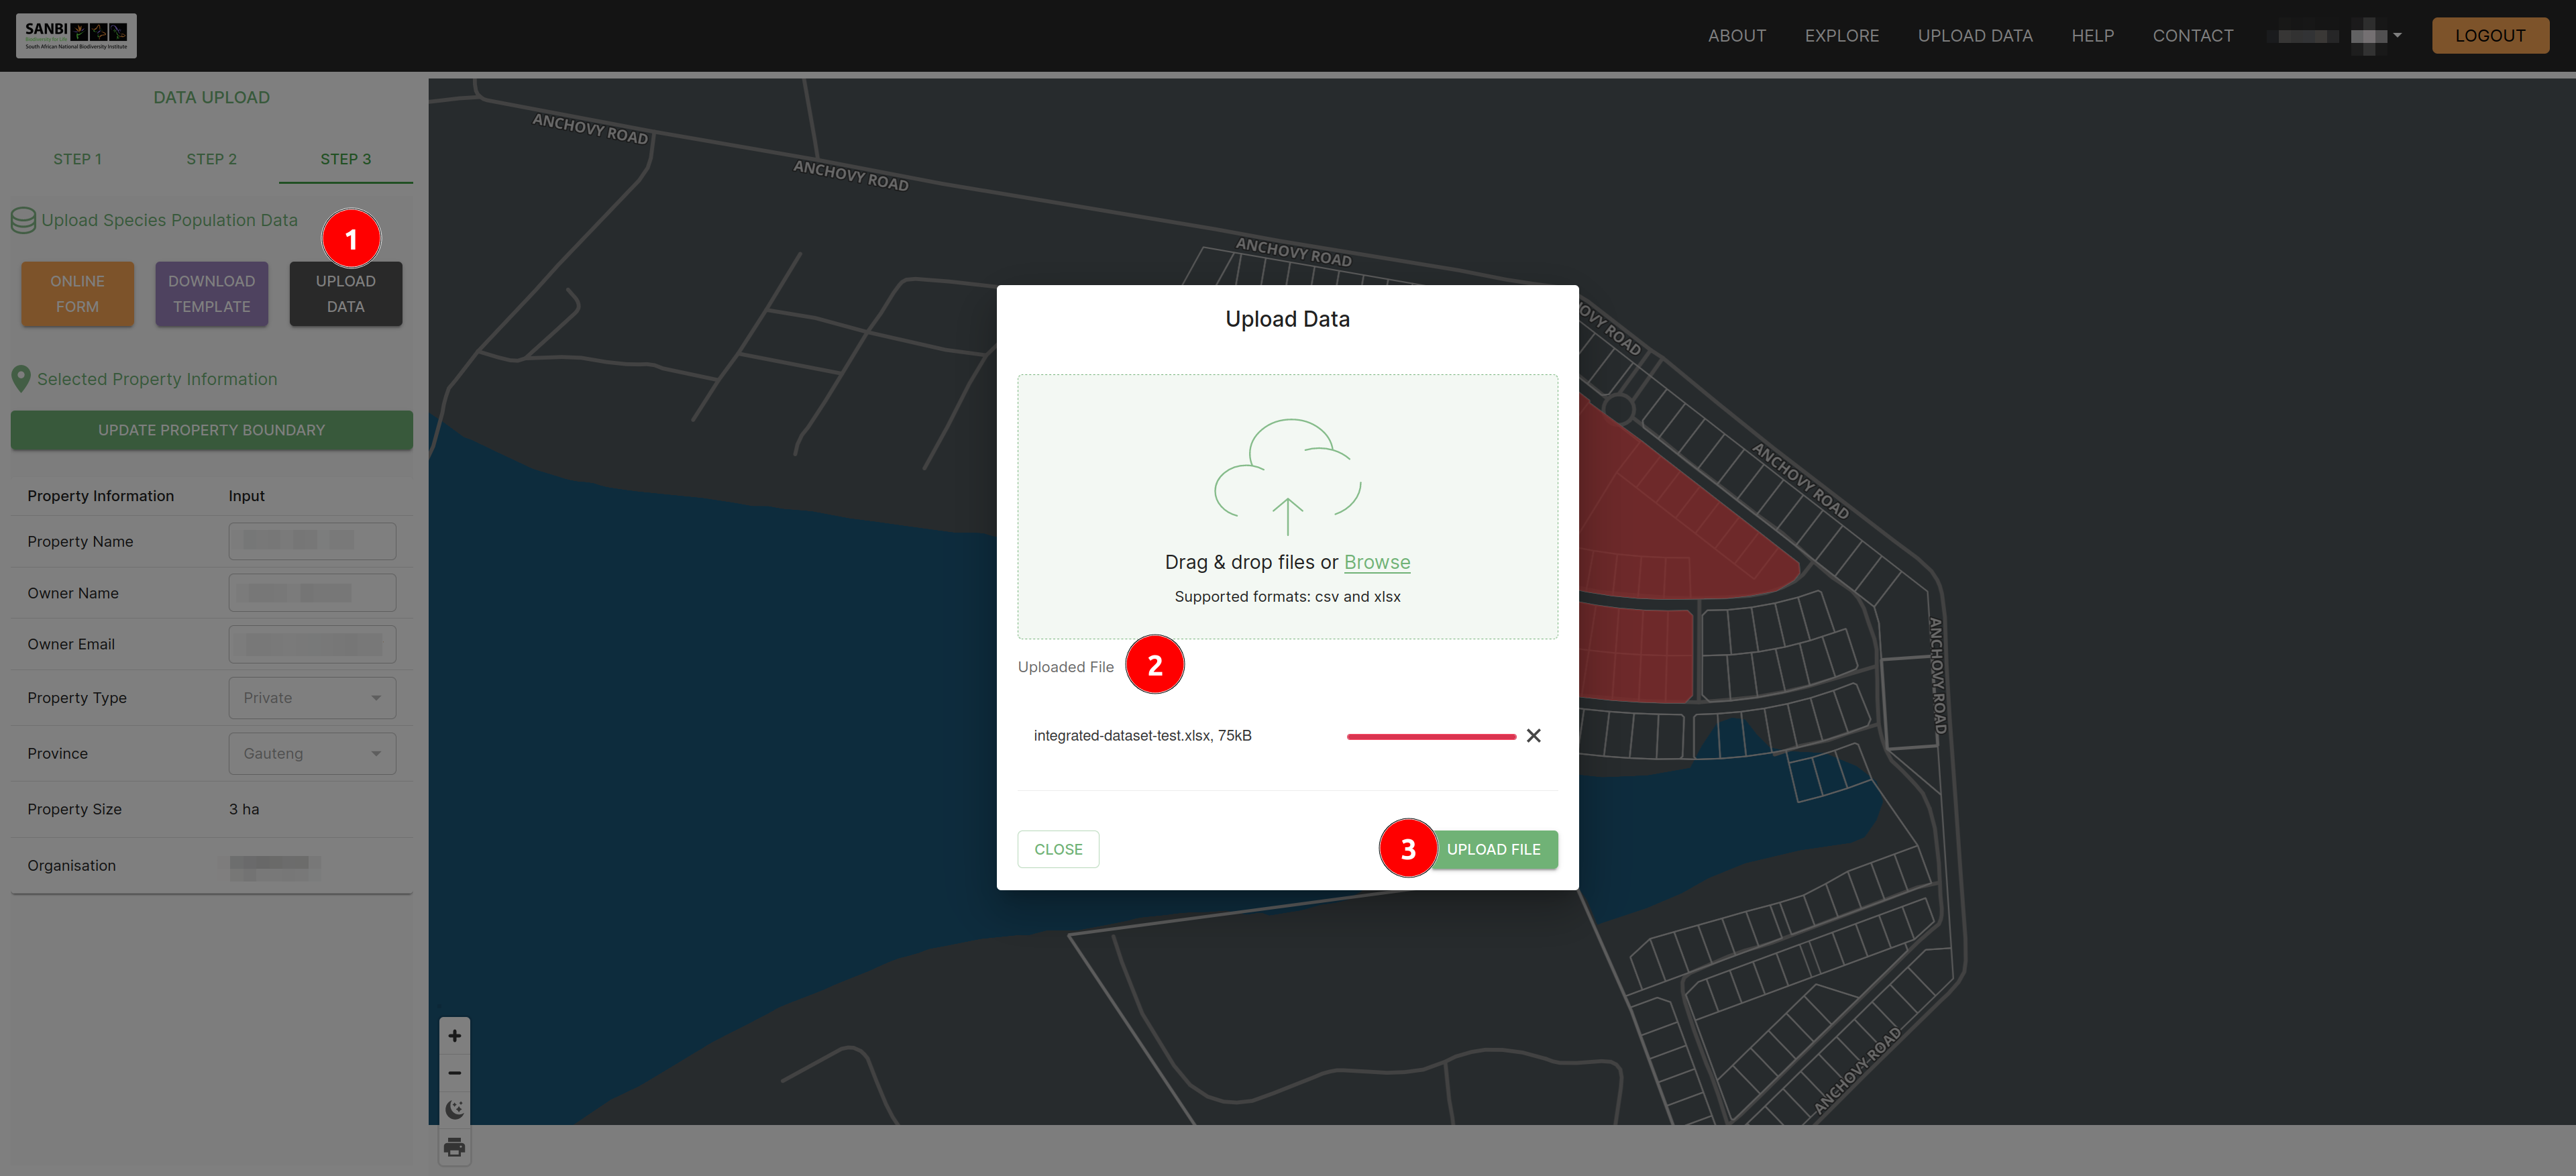 SANBI
Biodiversity for Life
South African National Biodiversity Institute
ABOUT
EXPLORE
UPLOAD DATA
HELP
CONTACT
LOGOUT
DATA UPLOAD
STEP 1
STEP 2
STEP 3
Upload Species Population Data
1
ONLINE
FORM
DOWNLOAD
TEMPLATE
UPLOAD
DATA
Selected Property Information
UPDATE PROPERTY BOUNDARY
Property Information
Input
Property Name
Owner Name
Owner Email
Property Type
Private
Province
Gauteng
Property Size
3 ha
Organisation
ANCHOVY ROAD
ANCHOVY ROAD
ANCHOVY ROAD
OVY ROAD
ANCHOVY ROAD
ANCHOVY ROAD
ANCHOVY ROAD
Upload Data
Drag & drop files or Browse
Supported formats: csv and xlsx
Uploaded File
2
integrated-dataset-test.xlsx, 75kB
CLOSE
3
UPLOAD FILE